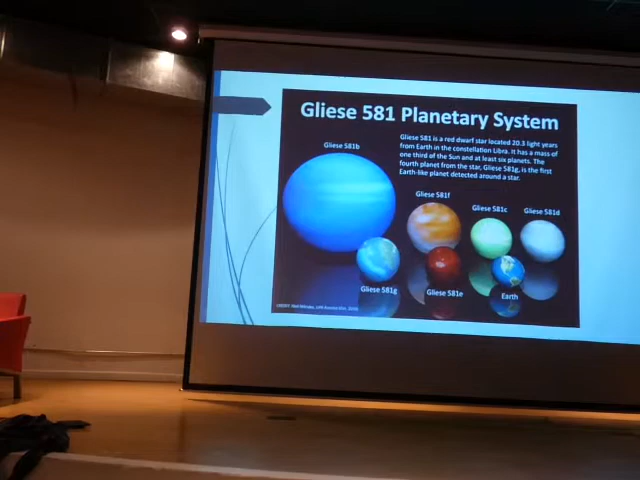 Gliese 581 Planetary System
Gliese 581 is a red dwarf star located 20.3 light years
from Earth in the constellation Libra. It has a mass of
one third of the Sun and at least six planets. The
fourth planet from the star, Gliese 581g, is the first
Earth-like planet detected around a star.
Gliese 581b
Gliese 581f
Gliese 581c
Gliese 581d
Gliese 581g
Gliese 581e
Earth